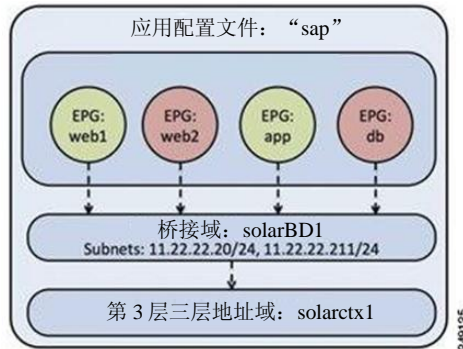 应用配置文件：“sap”
EPG:
web1
EPG:
web2
EPG:
app
EPG:
db
桥接域：solarBD1
Subnets: 11.22.22.20/24, 11.22.22.211/24
第 3 层三层地址域：solarctx1
349125